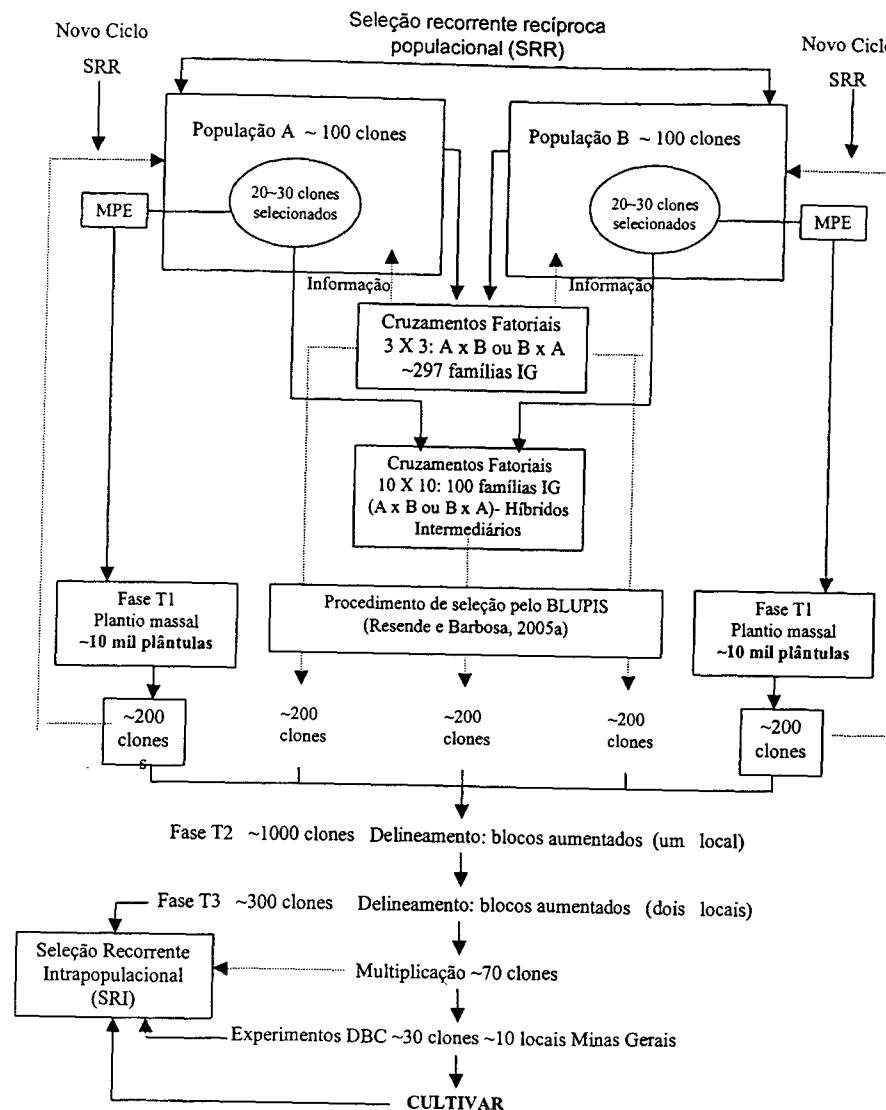 Seleção recorrente recíproca
populacional (SRR)
Novo Ciclo
SRR
Novo Ciclo
SRR
População A ~ 100 clones
População B ~ 100 clones
20~30 clones
selecionados
20~30 clones
selecionados
MPE
MPE
Informação
Informação
Cruzamentos Fatoriais
3 X 3: A x B ou B x A
~297 famílias IG
Cruzamentos Fatoriais
10 X 10: 100 famílias IG
(A x B ou B x A)- Híbridos
Intermediários
Fase T1
Plantio massal
~10 mil plântulas
Procedimento de seleção pelo BLUPIS
(Resende e Barbosa, 2005a)
Fase T1
Plantio massal
~10 mil plântulas
~200
clones
s
~200
clones
~200
clones
~200
clones
~200
clones
Fase T2 ~1000 clones Delineamento: blocos aumentados (um local)
Fase T3 ~300 clones Delineamento: blocos aumentados (dois locais)
Seleção Recorrente
Intrapopulacional
(SRI)
Multiplicação ~70 clones
Experimentos DBC ~30 clones ~10 locais Minas Gerais
CULTIVAR